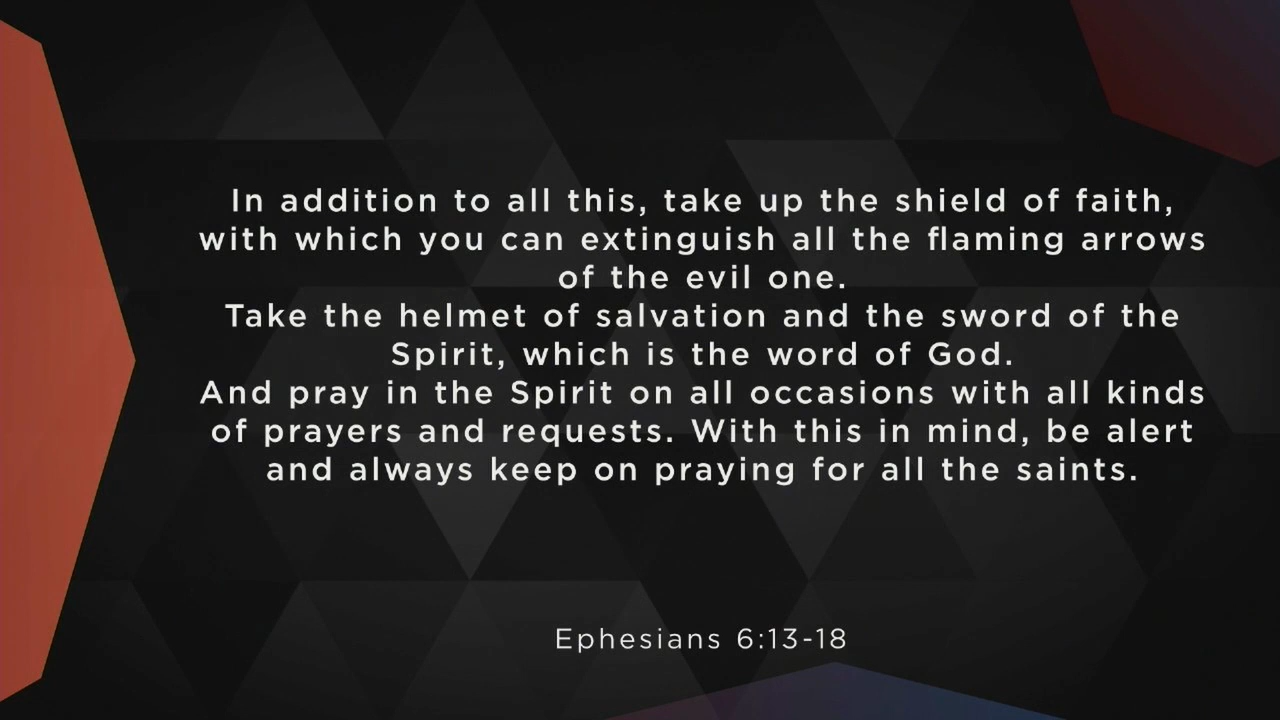 In addition to all this, take up the shield of faith,
with which you can extinguish all the flaming arrows
of the evil one.
Take the helmet of salvation and the sword of the
Spirit, which is the word of God.
And pray in the Spirit on all occasions with all kinds
of prayers and requests. With this in mind, be alert
and always keep on praying for all the saints.
Ephesians 6:13-18